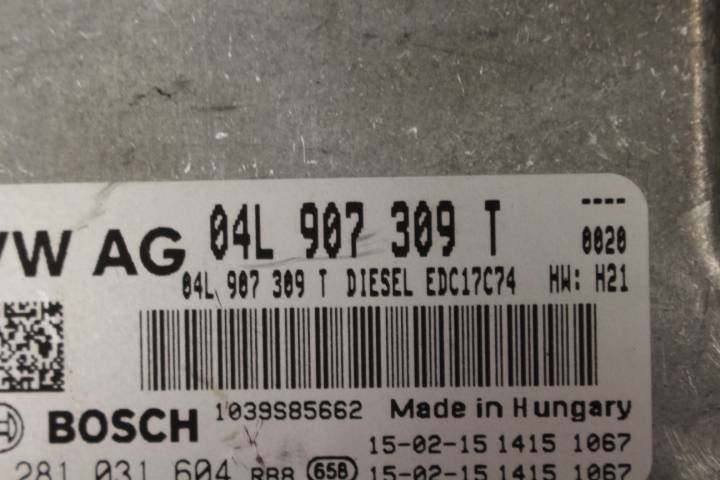 VW AG 04L 907 309 T ----
0020
04L 907 309 T DIESEL EDC17C74 HW: H21
BOSCH 1039S85662 Made in Hungary
15-02-15 1415 1067
281 031 604 RBB 658 15-02-15 1415 1067